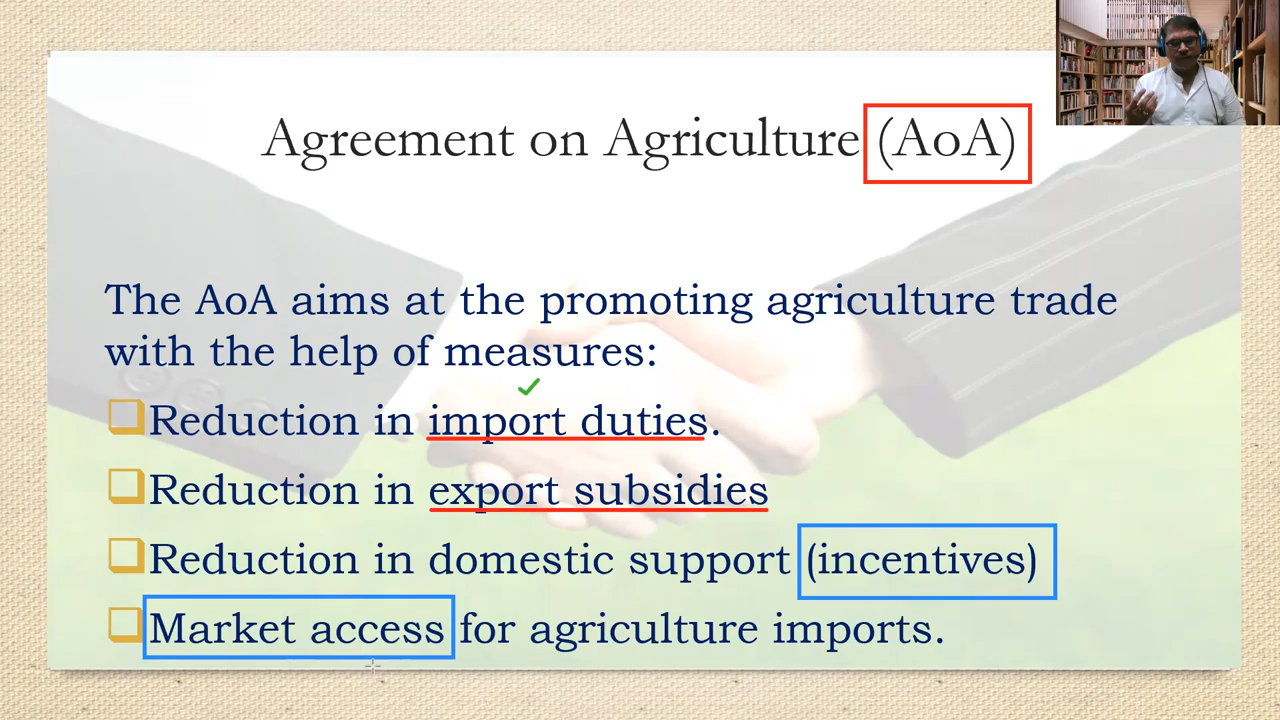 Agreement on Agriculture (AoA)
The AoA aims at the promoting agriculture trade
with the help of measures:
Reduction in import duties.
Reduction in export subsidies
Reduction in domestic support (incentives)
Market access for agriculture imports.